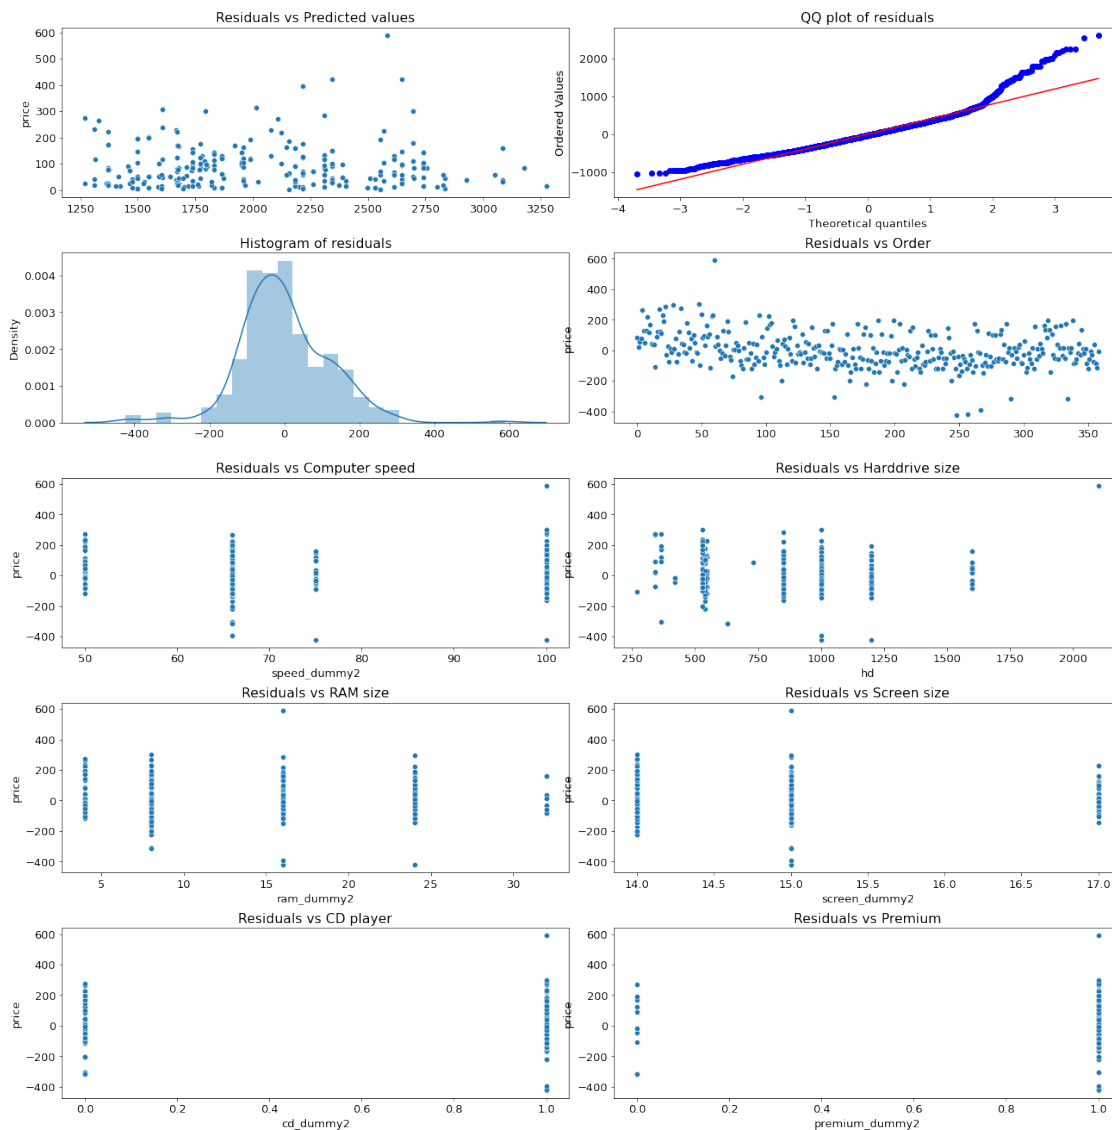 Residuals vs Predicted values
price
600
500
400
300
200
100
0
1250 1500 1750 2000 2250 2500 2750 3000 3250
QQ plot of residuals
Ordered Values
2000
1000
0
−1000
−4 −3 −2 −1 0 1 2 3
Theoretical quantiles
Histogram of residuals
Density
0.004
0.003
0.002
0.001
0.000
−400 −200 0 200 400 600
Residuals vs Order
price
600
400
200
0
−200
−400
0 50 100 150 200 250 300 350
Residuals vs Computer speed
price
600
400
200
0
−200
−400
50 60 70 80 90 100
speed_dummy2
Residuals vs Harddrive size
price
600
400
200
0
−200
−400
250 500 750 1000 1250 1500 1750 2000
hd
Residuals vs RAM size
price
600
400
200
0
−200
−400
5 10 15 20 25 30
ram_dummy2
Residuals vs Screen size
price
600
400
200
0
−200
−400
14.0 14.5 15.0 15.5 16.0 16.5 17.0
screen_dummy2
Residuals vs CD player
price
600
400
200
0
−200
−400
0.0 0.2 0.4 0.6 0.8 1.0
cd_dummy2
Residuals vs Premium
price
600
400
200
0
−200
−400
0.0 0.2 0.4 0.6 0.8 1.0
premium_dummy2